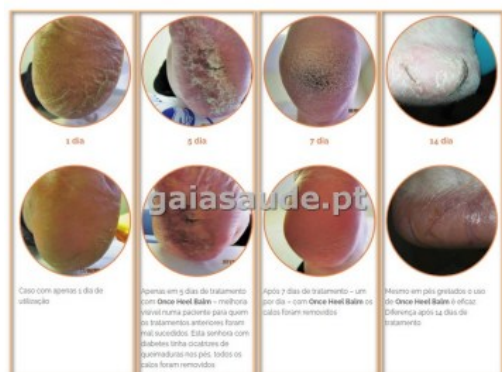 1 dia
5 dia
7 dia
14 dia
gaiasaude.pt
Caso com apenas 1 dia de
utilização
Apenas em 5 dias de tratamento
com Once Heel Balm – melhoria
visível numa paciente para quem
os tratamentos anteriores foram
mal sucedidos. Esta senhora com
diabetes tinha cicatrizes de
queimaduras nos pés, todos os
calos foram removidos
Após 7 dias de tratamento – um
por dia – com Once Heel Balm os
calos foram removidos
Mesmo em pés gretados o uso
de Once Heel Balm é eficaz.
Diferença após 14 dias de
tratamento